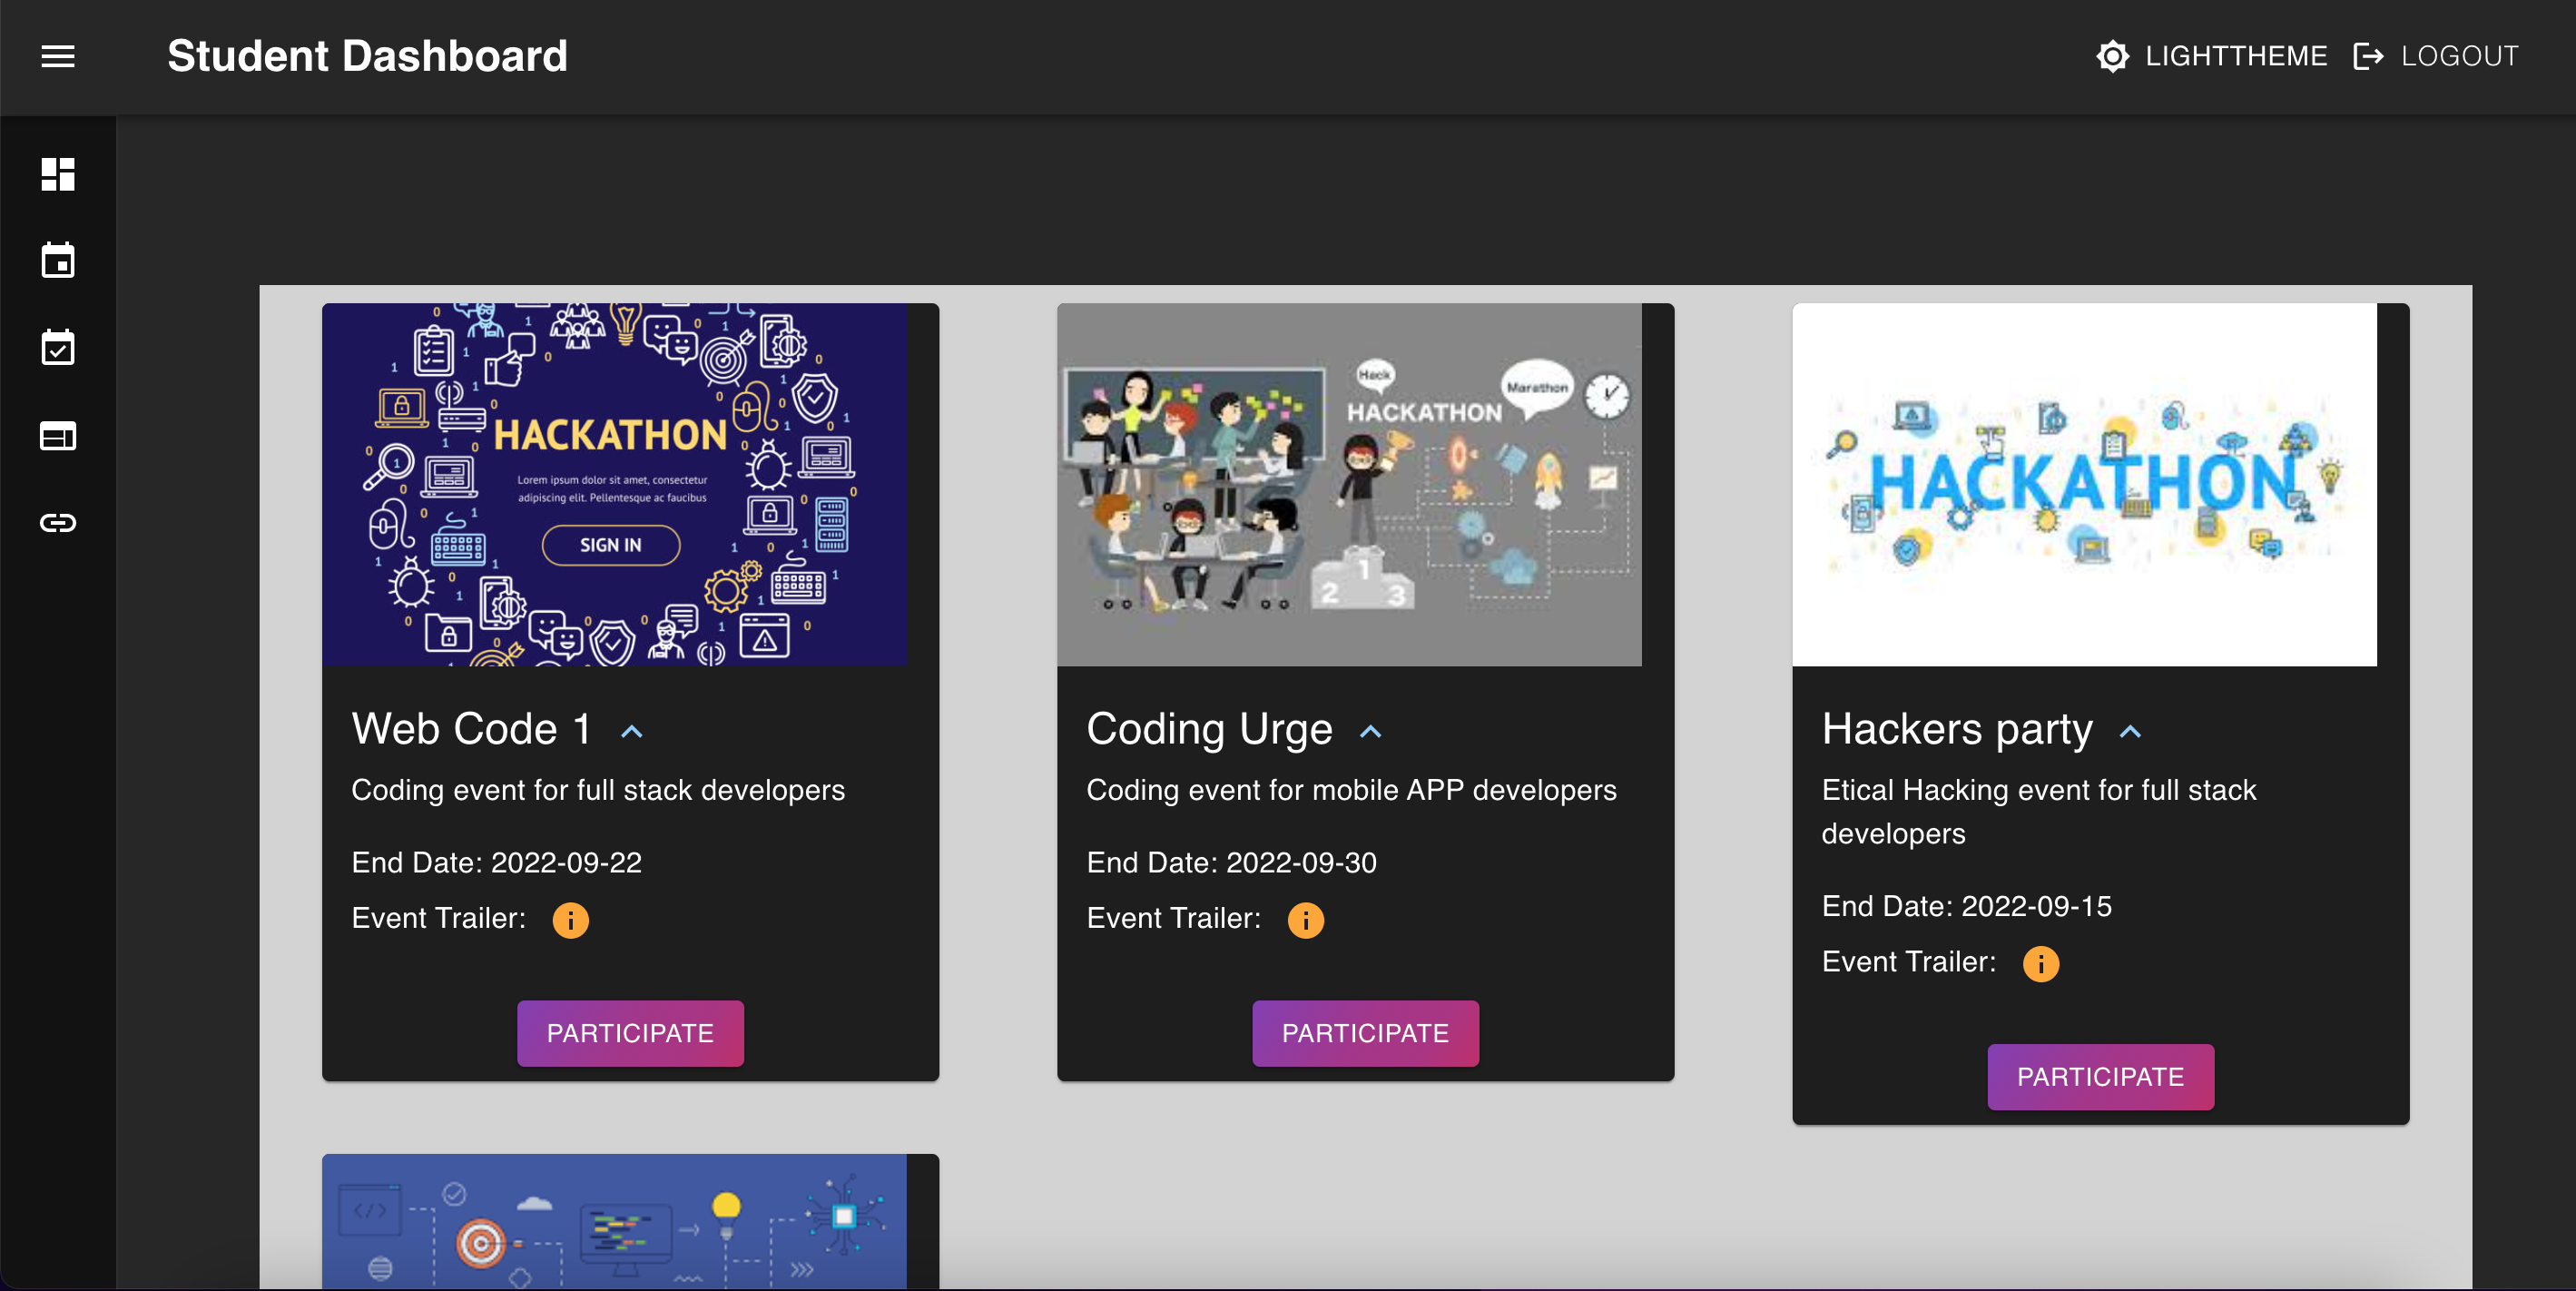 Student Dashboard
LIGHTTHEME
LOGOUT
HACKATHON
Lorem ipsum dolor sit amet, consectetur
adipiscing elit. Pellentesque ac faucibus
SIGN IN
Web Code 1
Coding event for full stack developers
End Date: 2022-09-22
Event Trailer:
PARTICIPATE
Hack
Marathon
HACKATHON
1
2
3
Coding Urge
Coding event for mobile APP developers
End Date: 2022-09-30
Event Trailer:
PARTICIPATE
HACKATHON
Hackers party
Etical Hacking event for full stack
developers
End Date: 2022-09-15
Event Trailer:
PARTICIPATE